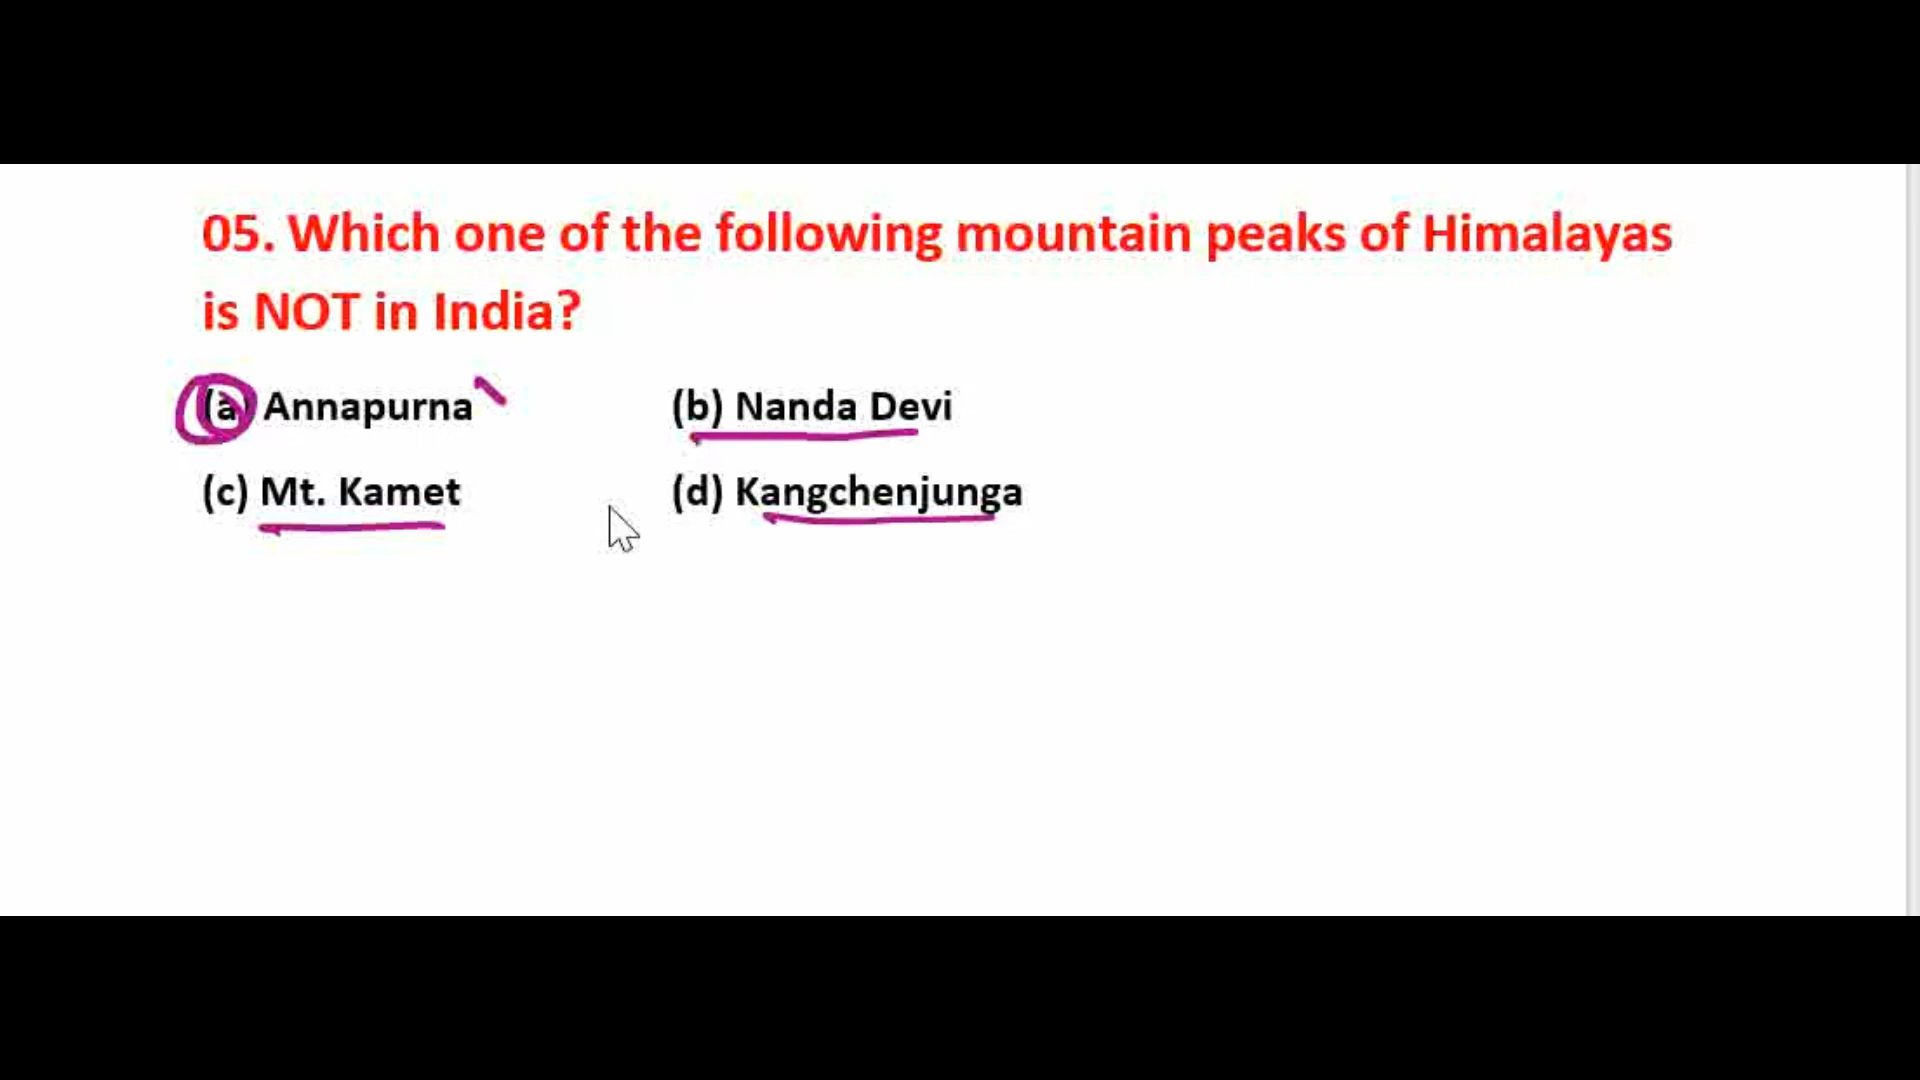 05. Which one of the following mountain peaks of Himalayas
is NOT in India?
(a) Annapurna (b) Nanda Devi
(c) Mt. Kamet (d) Kangchenjunga